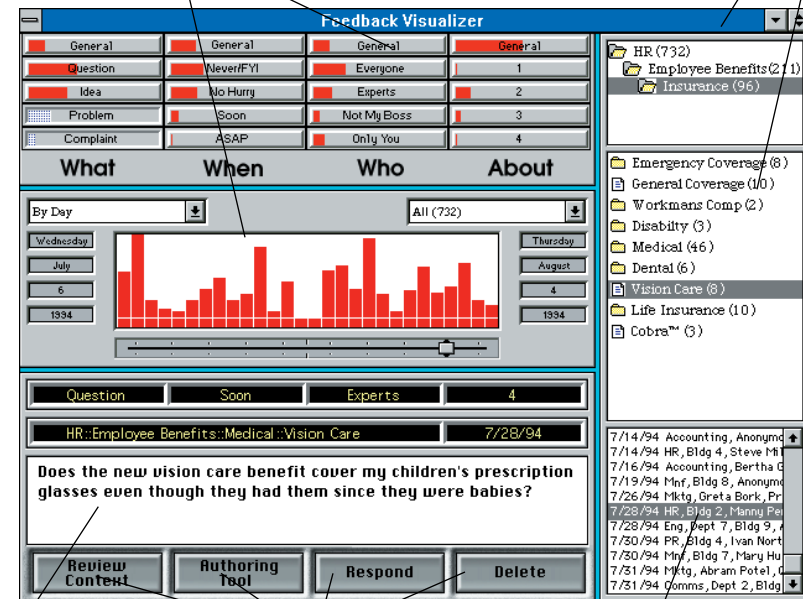 Feedback Visualizer
General General General General
Question Never/FYI Everyone 1
Idea No Hurry Experts 2
Problem Soon Not My Boss 3
Complaint ASAP Only You 4
What When Who About
By Day All (732)
Wednesday Thursday
July August
6 4
1994 1994
Question Soon Experts 4
HR::Employee Benefits::Medical::Vision Care 7/28/94
Does the new vision care benefit cover my children's prescription
glasses even though they had them since they were babies?
Review
Context
Authoring
Tool
Respond
Delete
HR (732)
Employee Benefits(211)
Insurance (96)
Emergency Coverage (8)
General Coverage (10)
Workmans Comp (2)
Disabilty (3)
Medical (46)
Dental (6)
Vision Care (8)
Life Insurance (10)
Cobra™ (3)
7/14/94 Accounting, Anonymo
7/14/94 HR, Bldg 4, Steve Mil
7/16/94 Accounting, Bertha G
7/19/94 Mnf, Bldg 8, Anonymo
7/26/94 Mktg, Greta Bork, Pr
7/28/94 HR, Bldg 2, Manny Per
7/28/94 Eng, Dept 7, Bldg 9,
7/30/94 PR, Bldg 4, Ivan Nort
7/30/94 Mnf, Bldg 7, Mary Hu
7/31/94 Mktg, Abram Potel,
7/31/94 Comms, Dept 2, Bldg